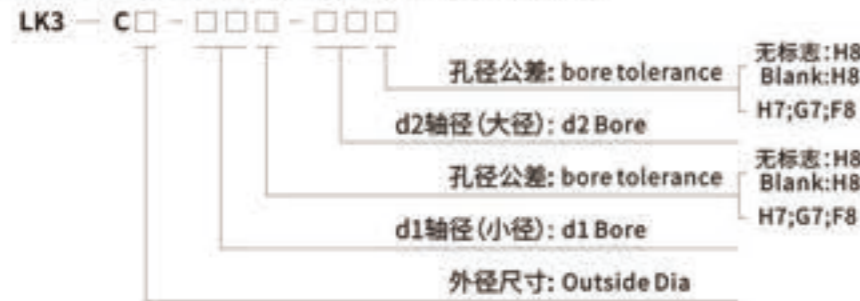 LK3 — C□ - □□□ - □□□
孔径公差: bore tolerance
无标志:H8
Blank:H8
H7;G7;F8
d2轴径(大径): d2 Bore
孔径公差: bore tolerance
无标志:H8
Blank:H8
H7;G7;F8
d1轴径(小径): d1 Bore
外径尺寸: Outside Dia